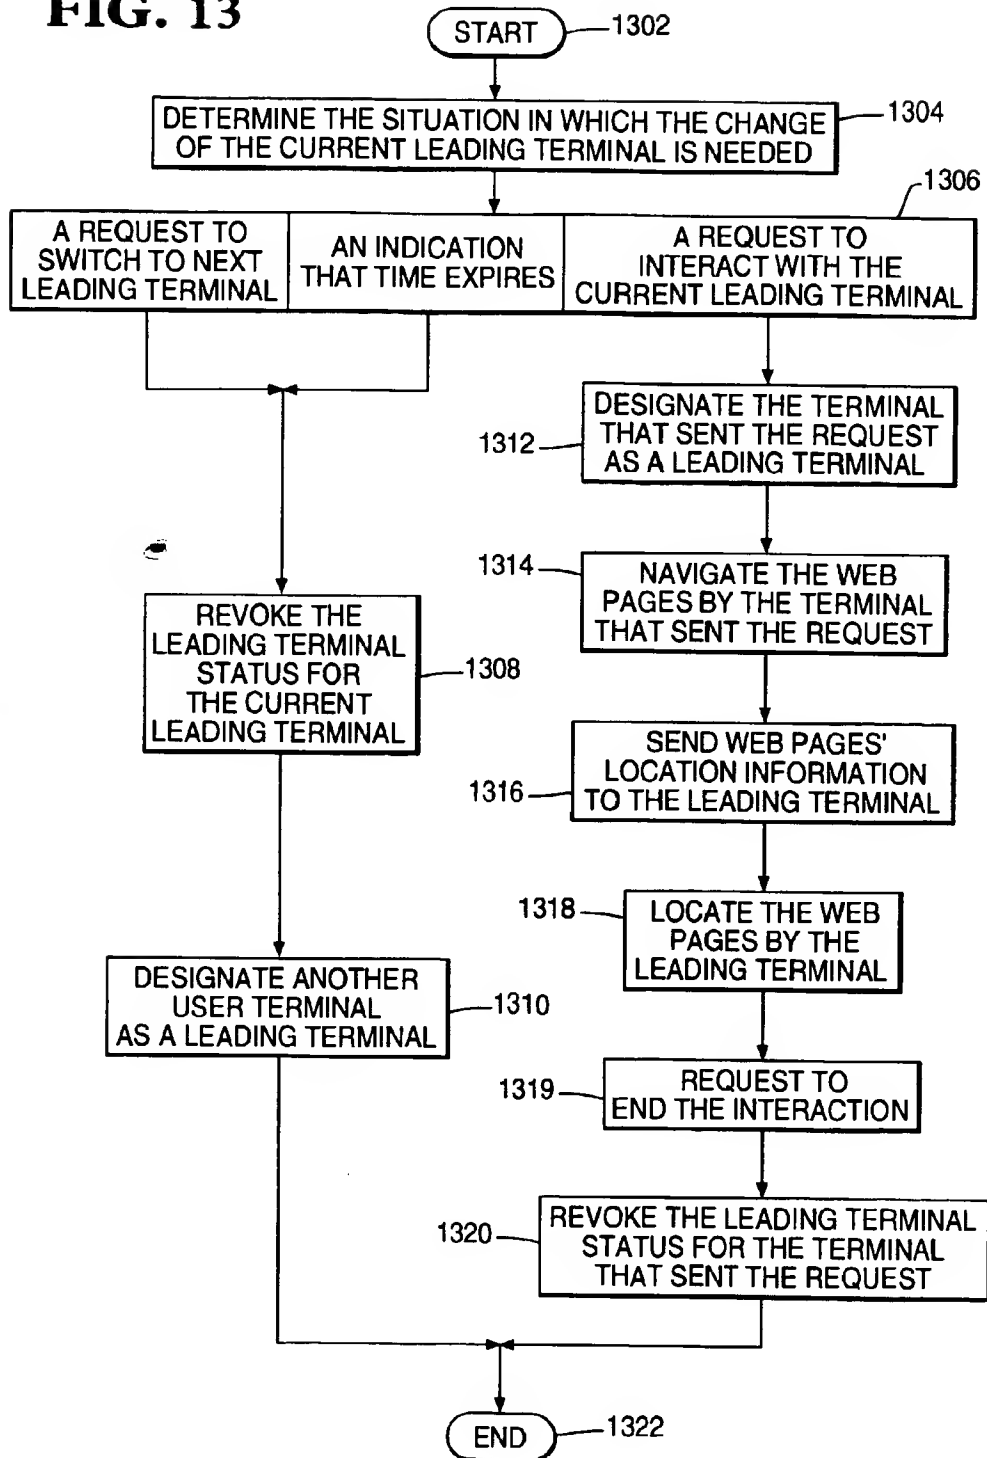 FIG. 13
START
1302
DETERMINE THE SITUATION IN WHICH THE CHANGE
OF THE CURRENT LEADING TERMINAL IS NEEDED
1304
1306
A REQUEST TO
SWITCH TO NEXT
LEADING TERMINAL
AN INDICATION
THAT TIME EXPIRES
A REQUEST TO
INTERACT WITH THE
CURRENT LEADING TERMINAL
DESIGNATE THE TERMINAL
THAT SENT THE REQUEST
AS A LEADING TERMINAL
1312
1314
NAVIGATE THE WEB
PAGES BY THE TERMINAL
THAT SENT THE REQUEST
REVOKE THE
LEADING TERMINAL
STATUS FOR
THE CURRENT
LEADING TERMINAL
1308
SEND WEB PAGES'
LOCATION INFORMATION
TO THE LEADING TERMINAL
1316
1318
LOCATE THE WEB
PAGES BY THE
LEADING TERMINAL
DESIGNATE ANOTHER
USER TERMINAL
AS A LEADING TERMINAL
1310
1319
REQUEST TO
END THE INTERACTION
1320
REVOKE THE LEADING TERMINAL
STATUS FOR THE TERMINAL
THAT SENT THE REQUEST
END
1322